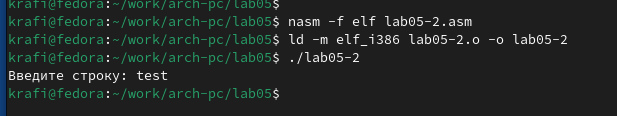 krafi@fedora:~/work/arch-pc/lab05$
krafi@fedora:~/work/arch-pc/lab05$ nasm -f elf lab05-2.asm
krafi@fedora:~/work/arch-pc/lab05$ ld -m elf_i386 lab05-2.o -o lab05-2
krafi@fedora:~/work/arch-pc/lab05$ ./lab05-2
Введите строку: test
krafi@fedora:~/work/arch-pc/lab05$